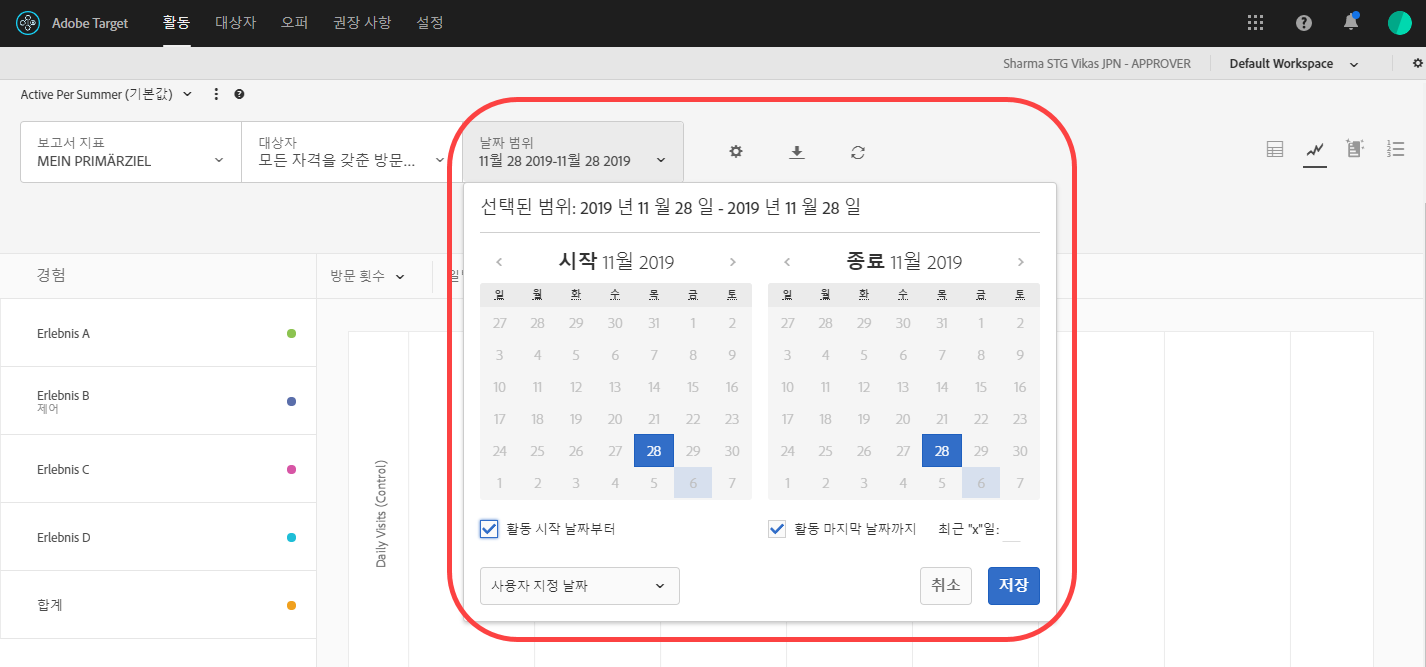 Adobe Target 활동 대상자 오퍼 권장 사항 설정
Sharma STG Vikas JPN - APPROVER Default Workspace
Active Per Summer (기본값)
보고서 지표
MEIN PRIMÄRZIEL
대상자
모든 자격을 갖춘 방문...
날짜 범위
11월 28 2019-11월 28 2019
선택된 범위: 2019 년 11 월 28 일 - 2019 년 11 월 28 일
시작 11월 2019
일 월 화 수 목 금 토
27 28 29 30 31 1 2
3 4 5 6 7 8 9
10 11 12 13 14 15 16
17 18 19 20 21 22 23
24 25 26 27 28 29 30
1 2 3 4 5 6 7
종료 11월 2019
일 월 화 수 목 금 토
27 28 29 30 31 1 2
3 4 5 6 7 8 9
10 11 12 13 14 15 16
17 18 19 20 21 22 23
24 25 26 27 28 29 30
1 2 3 4 5 6 7
활동 시작 날짜부터
활동 마지막 날짜까지 최근 "x"일:
사용자 지정 날짜
취소 저장
경험
방문 횟수
Erlebnis A
Erlebnis B
제어
Erlebnis C
Erlebnis D
합계
Daily Visits (Control)